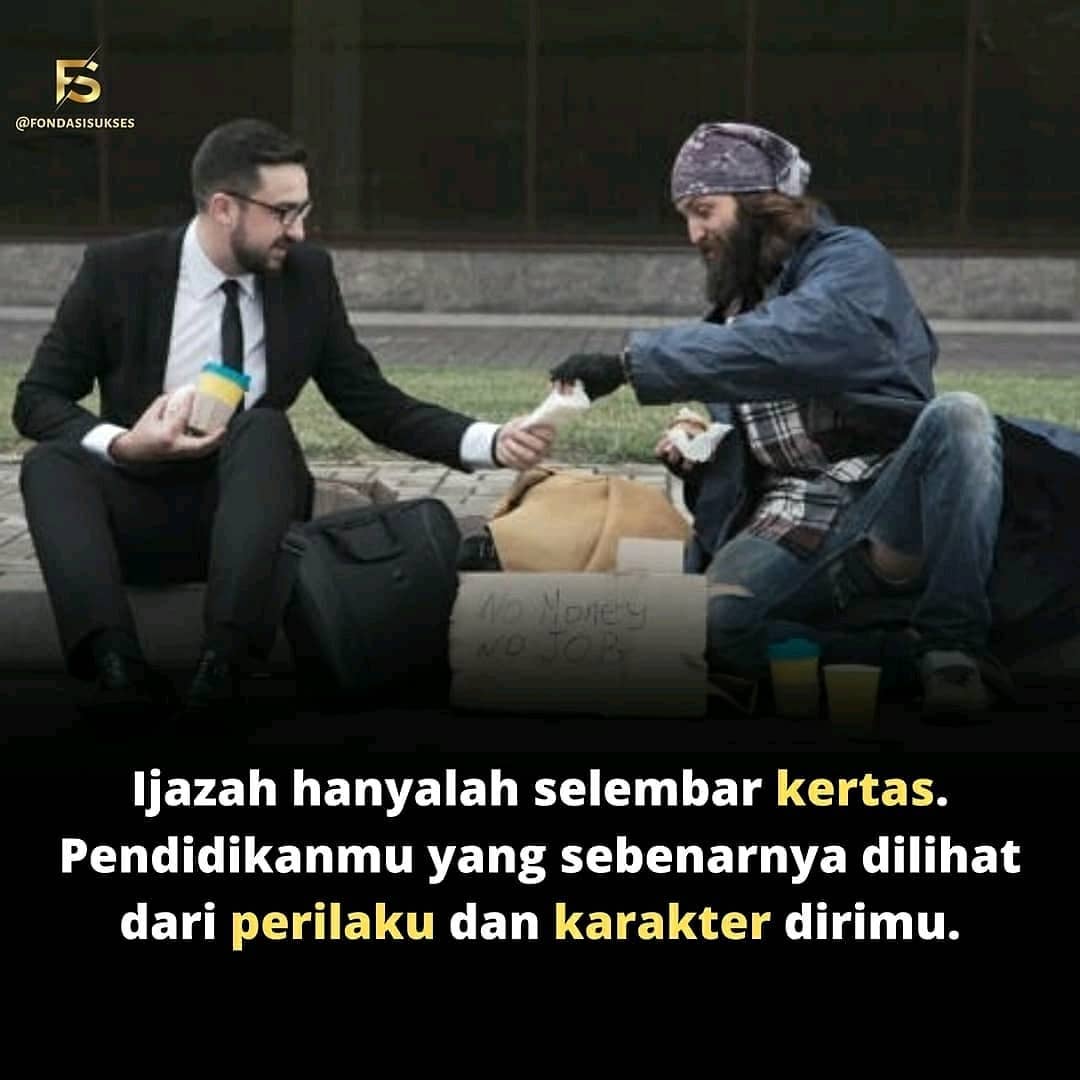 FS
@FONDASISUKSES
NO MONEY
NO JOB
Ijazah hanyalah selembar kertas.
Pendidikanmu yang sebenarnya dilihat
dari perilaku dan karakter dirimu.